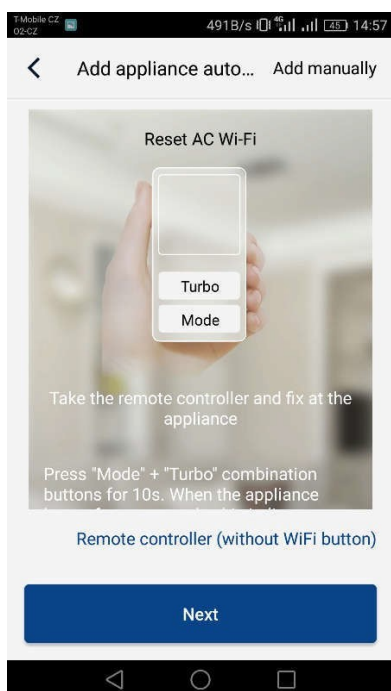 T-Mobile CZ
O2-CZ
491B/s 4G 45 14:57
Add appliance auto... Add manually
Reset AC Wi-Fi
Turbo
Mode
Take the remote controller and fix at the
appliance
Press "Mode" + "Turbo" combination
buttons for 10s. When the appliance
Remote controller (without WiFi button)
Next